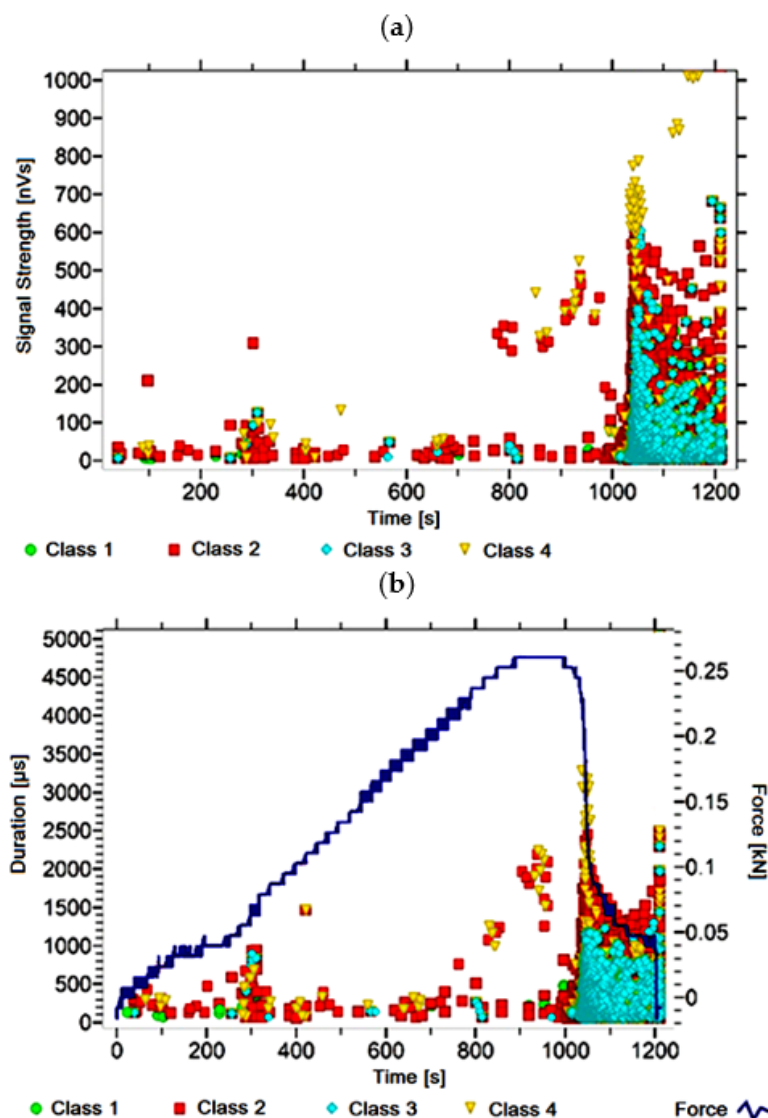 (a)
1000
900
800
700
600
500
400
300
200
100
0
Signal Strength [nVs]
200 400 600 800 1000 1200
Time [s]
Class 1 Class 2 Class 3 Class 4
(b)
5000
4500
4000
3500
3000
2500
2000
1500
1000
500
0
Duration [µs]
0.25
0.2
0.15
0.1
0.05
0
Force [kN]
0 200 400 600 800 1000 1200
Time [s]
Class 1 Class 2 Class 3 Class 4 Force